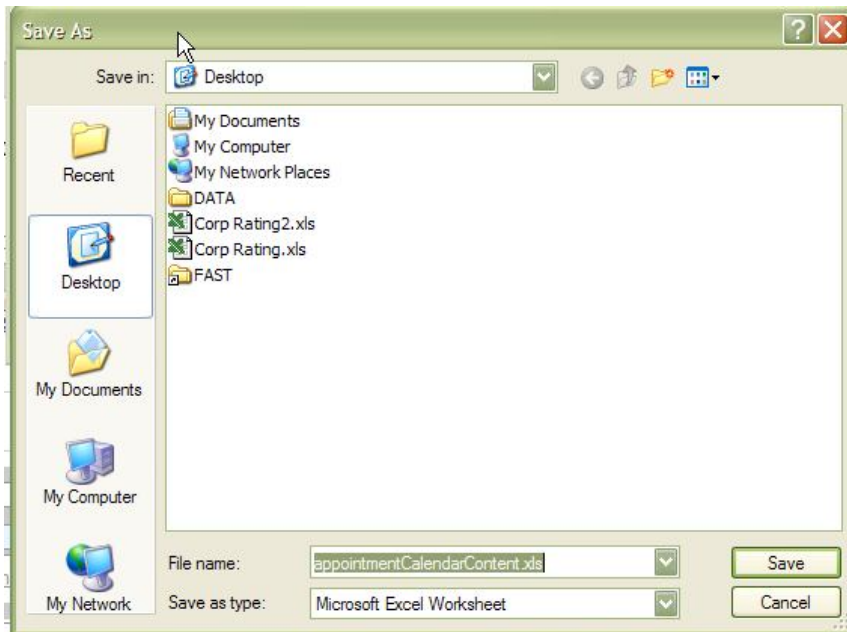 Save As
Save in:
Desktop
My Documents
My Computer
My Network Places
DATA
Corp Rating2.xls
Corp Rating.xls
FAST
Recent
Desktop
My Documents
My Computer
My Network
File name:
appointmentCalendarContent.xls
Save
Save as type:
Microsoft Excel Worksheet
Cancel